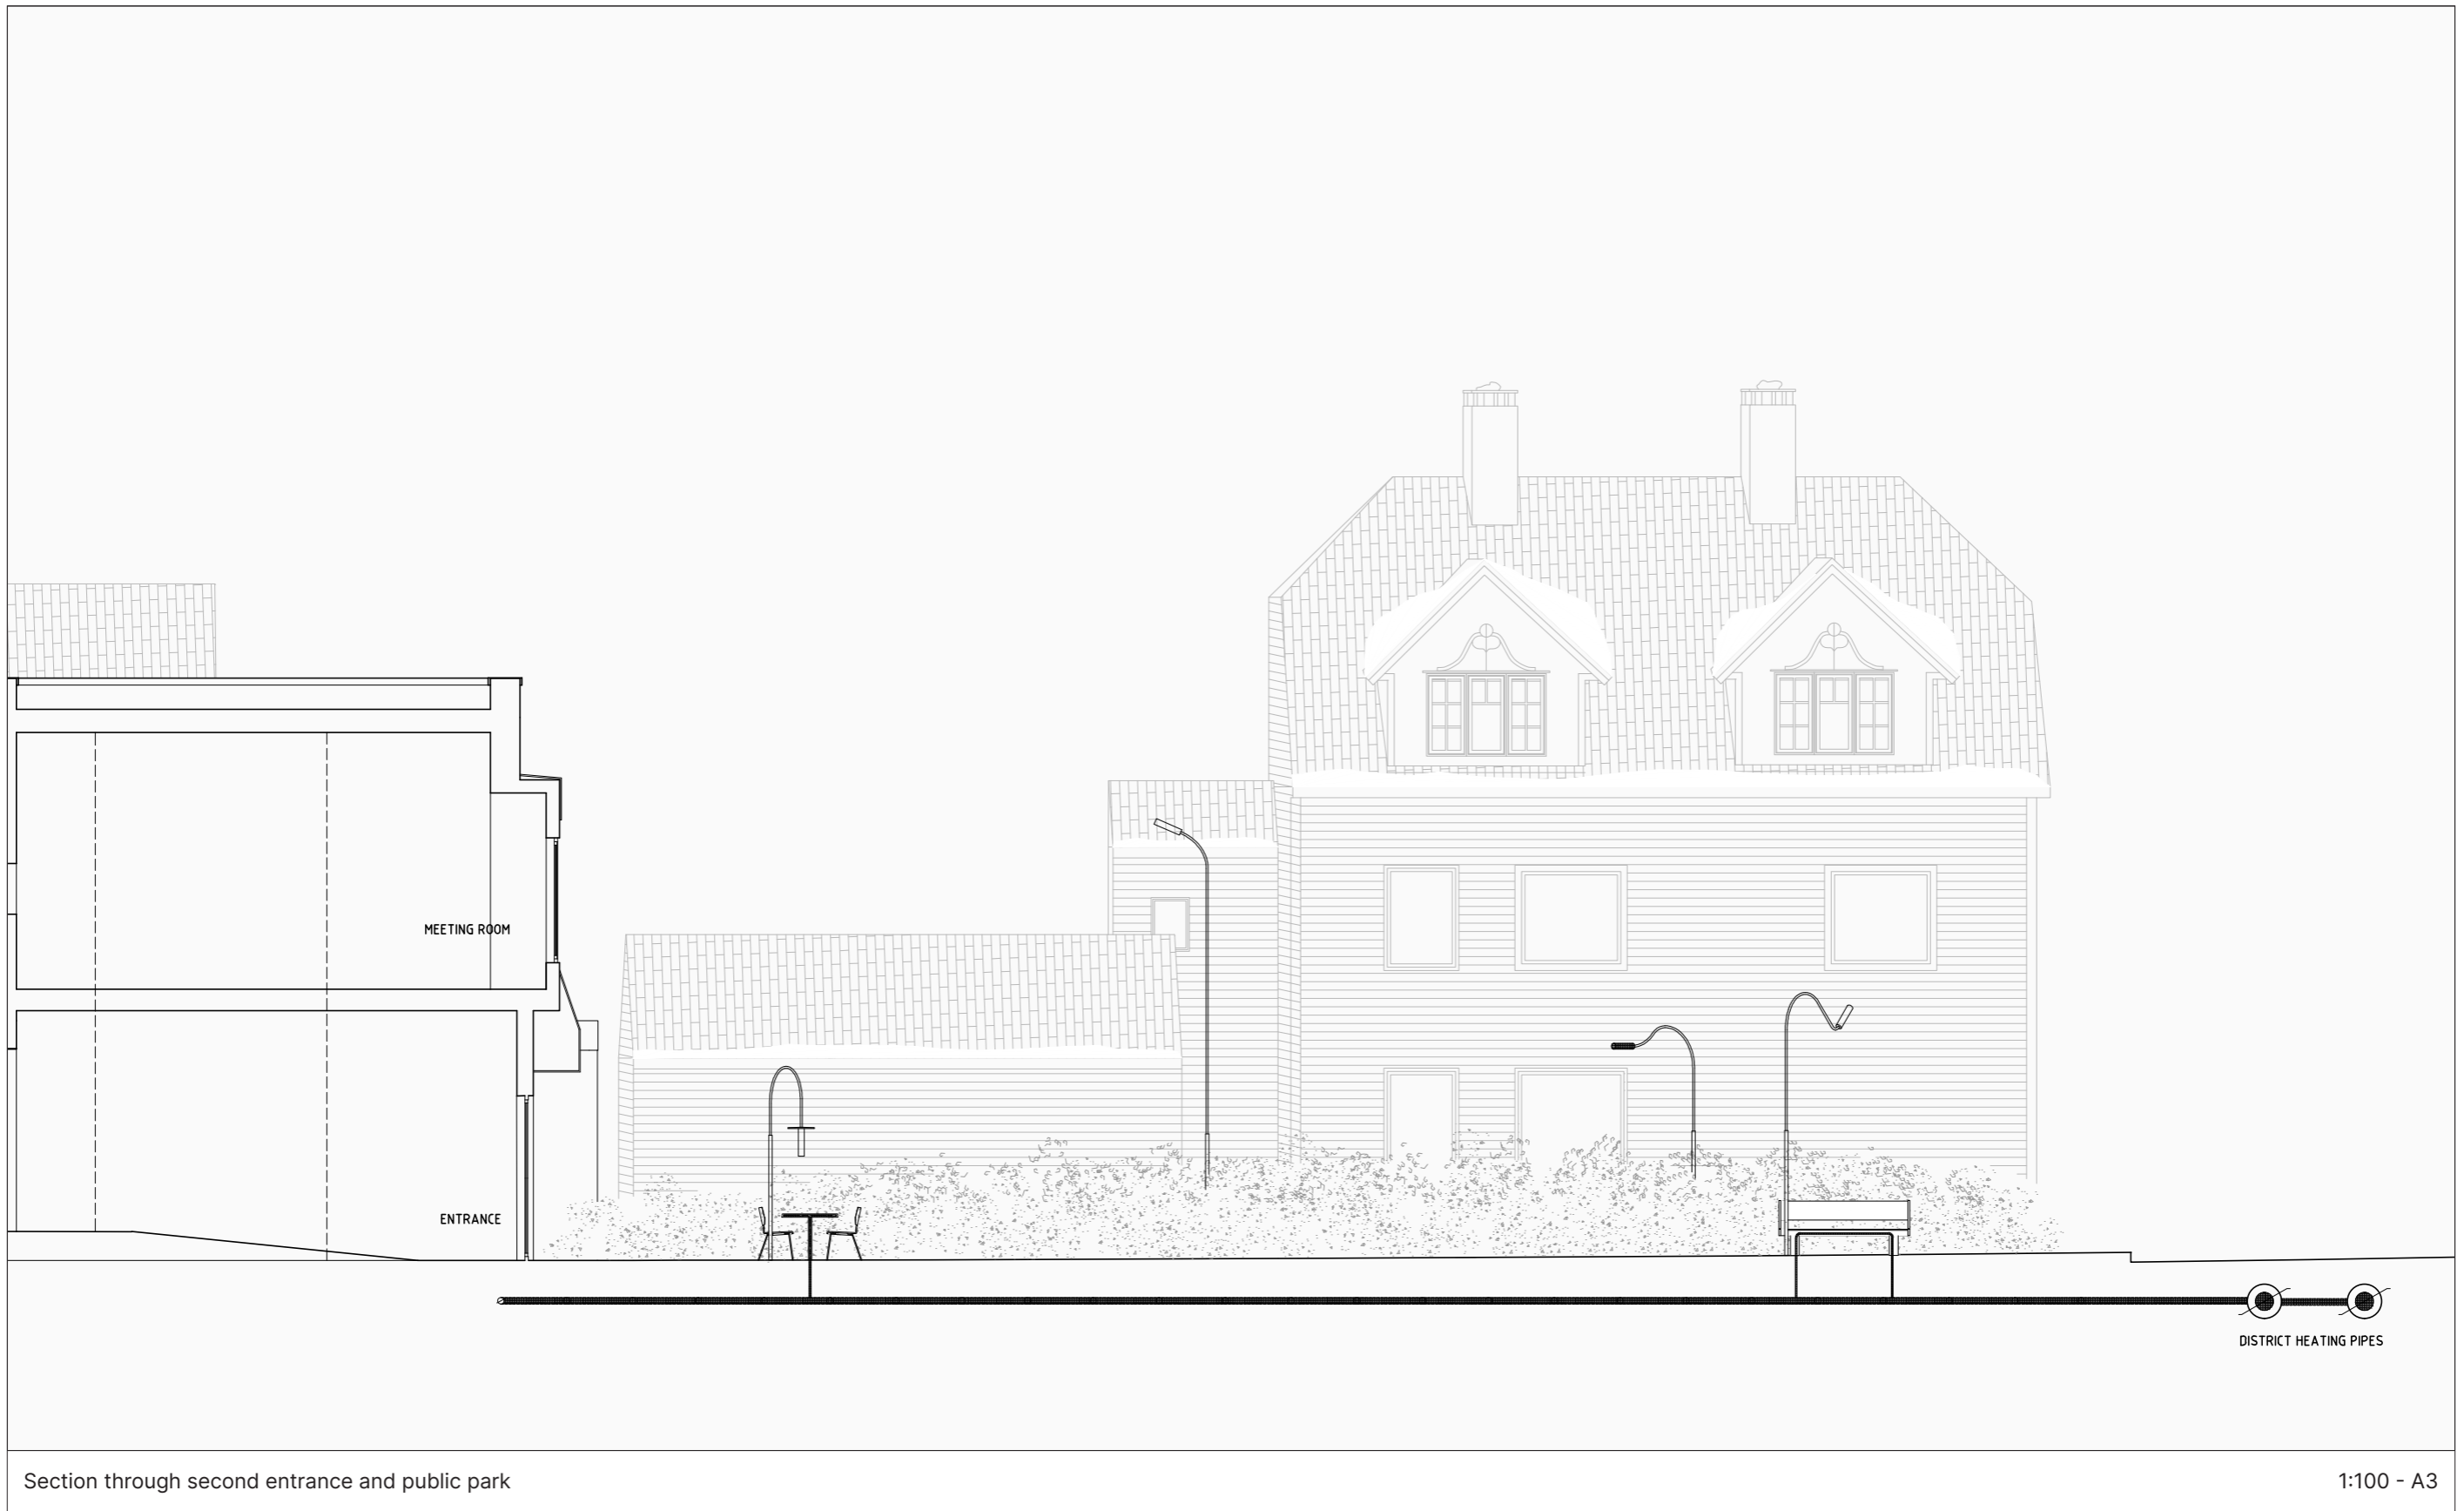 MEETING ROOM
ENTRANCE
DISTRICT HEATING PIPES
Section through second entrance and public park
1:100 - A3